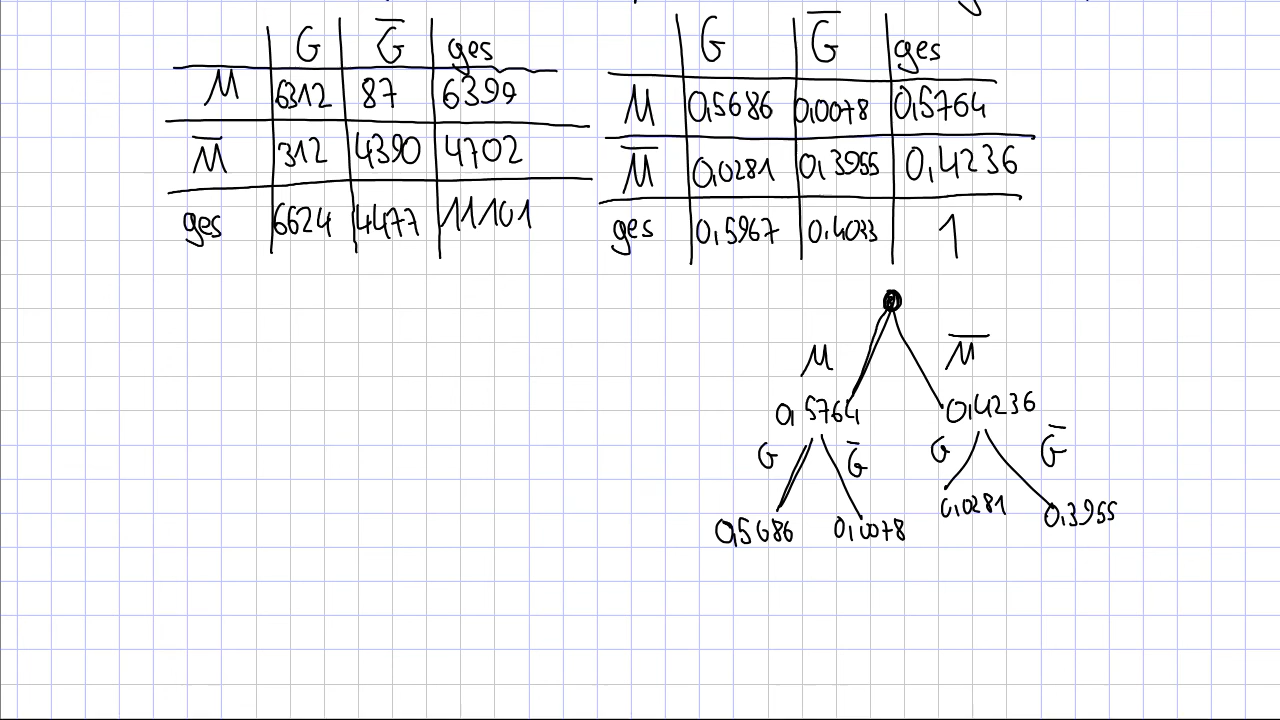 G G̅ ges
M 6312 87 6399
M̅ 312 4390 4702
ges 6624 4477 11101
G G̅ ges
M 0,5686 0,0078 0,5764
M̅ 0,0281 0,3955 0,4236
ges 0,5967 0,4033 1
M M̅
0,5764 0,4236
G G̅ G G̅
0,5686 0,0078 0,0281 0,3955